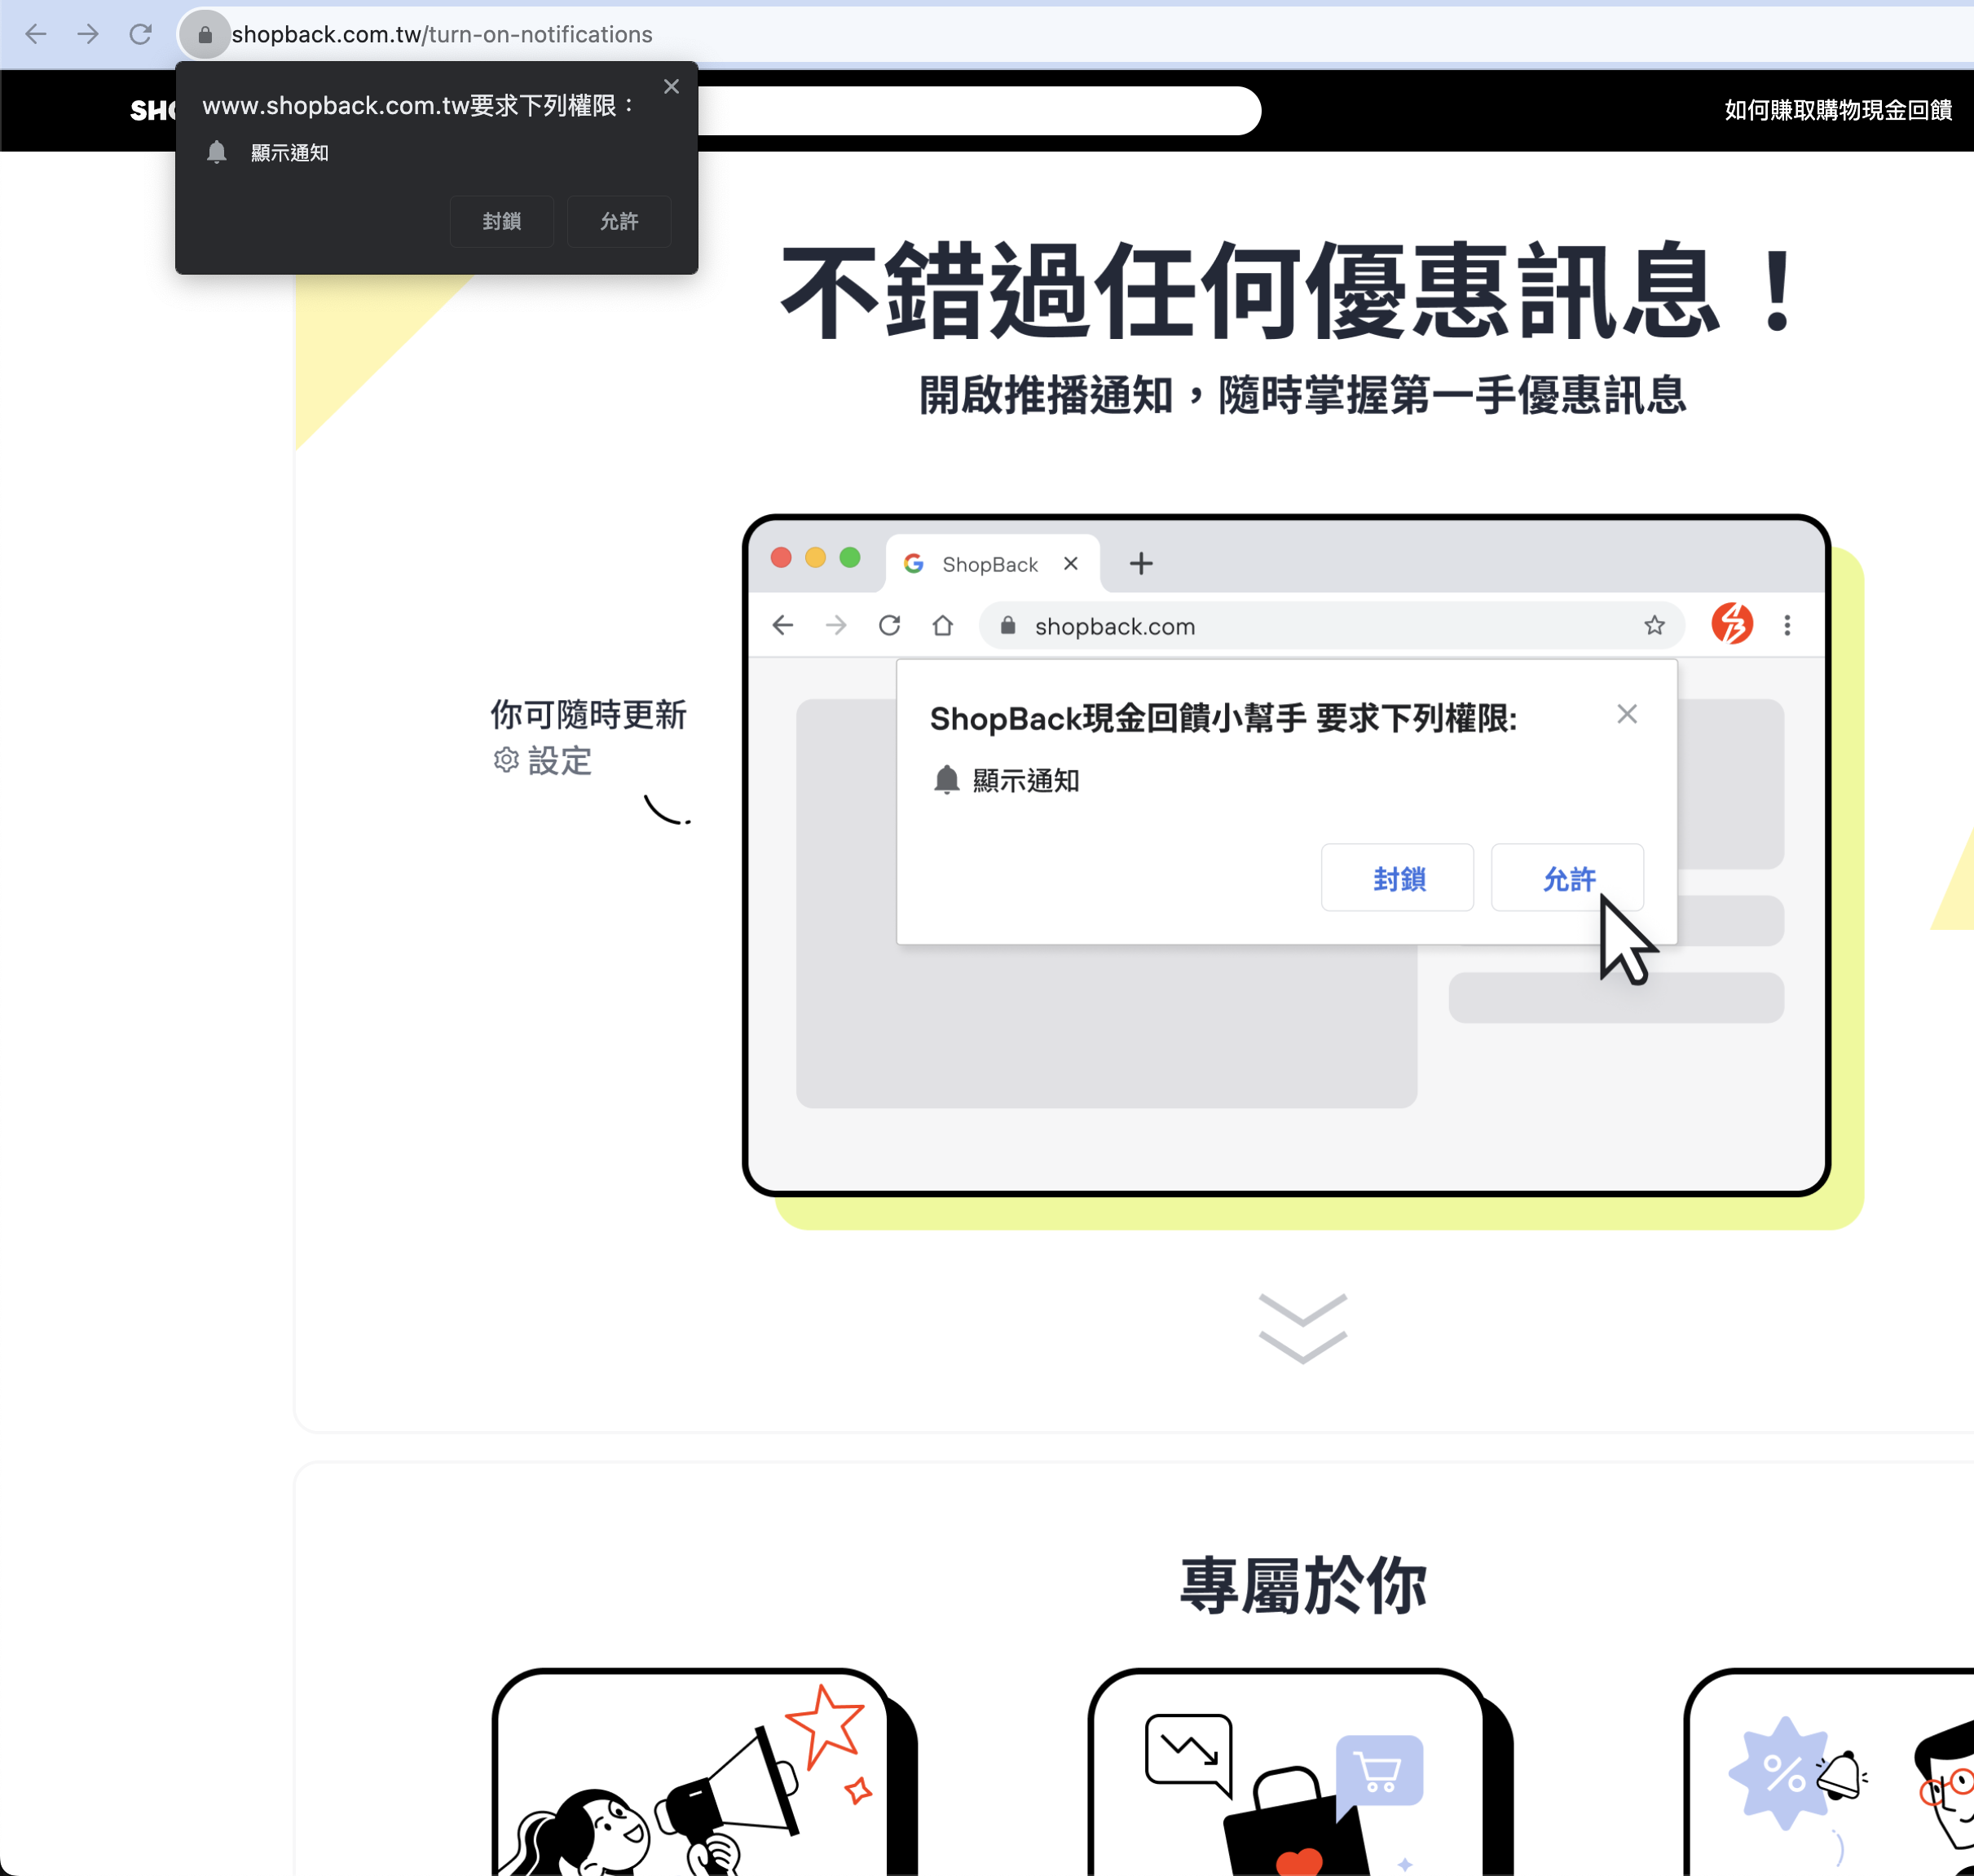 shopback.com.tw/turn-on-notifications
www.shopback.com.tw要求下列權限：
顯示通知
封鎖 允許
如何賺取購物現金回饋
不錯過任何優惠訊息！
開啟推播通知，隨時掌握第一手優惠訊息
你可隨時更新
設定
ShopBack
shopback.com
ShopBack現金回饋小幫手 要求下列權限:
顯示通知
封鎖 允許
專屬於你
%